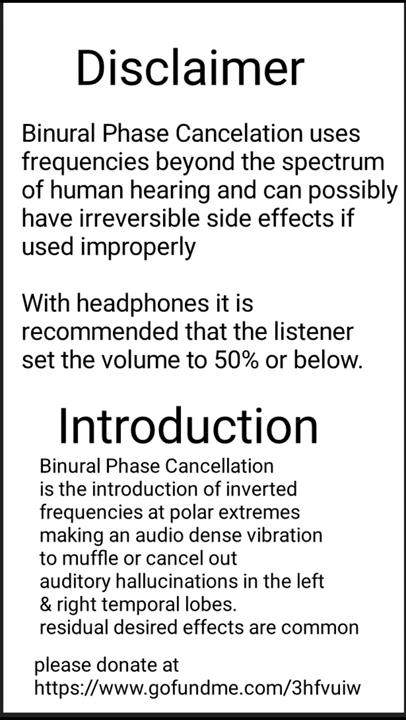 Disclaimer
Binural Phase Cancelation uses
frequencies beyond the spectrum
of human hearing and can possibly
have irreversible side effects if
used improperly
With headphones it is
recommended that the listener
set the volume to 50% or below.
Introduction
Binural Phase Cancellation
is the introduction of inverted
frequencies at polar extremes
making an audio dense vibration
to muffle or cancel out
auditory hallucinations in the left
& right temporal lobes.
residual desired effects are common
please donate at
https://www.gofundme.com/3hfvuiw